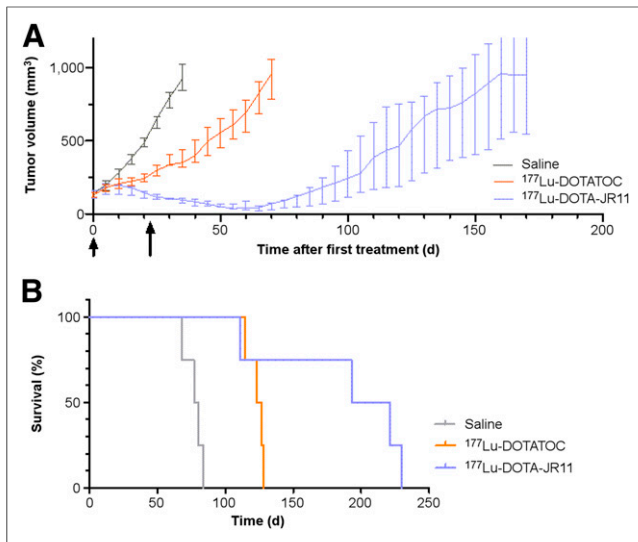 A
Tumor volume (mm³)
1,000
500
0
0
50
100
150
200
Time after first treatment (d)
Saline
¹⁷⁷Lu-DOTATOC
¹⁷⁷Lu-DOTA-JR11
B
Survival (%)
100
50
0
0
50
100
150
200
250
Time (d)
Saline
¹⁷⁷Lu-DOTATOC
¹⁷⁷Lu-DOTA-JR11